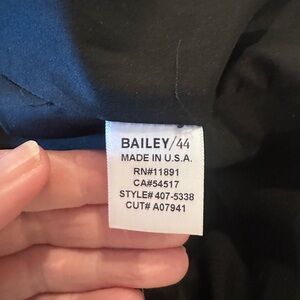 BAILEY/44
MADE IN U.S.A.
RN#11891
CA#54517
STYLE# 407-5338
CUT# A07941